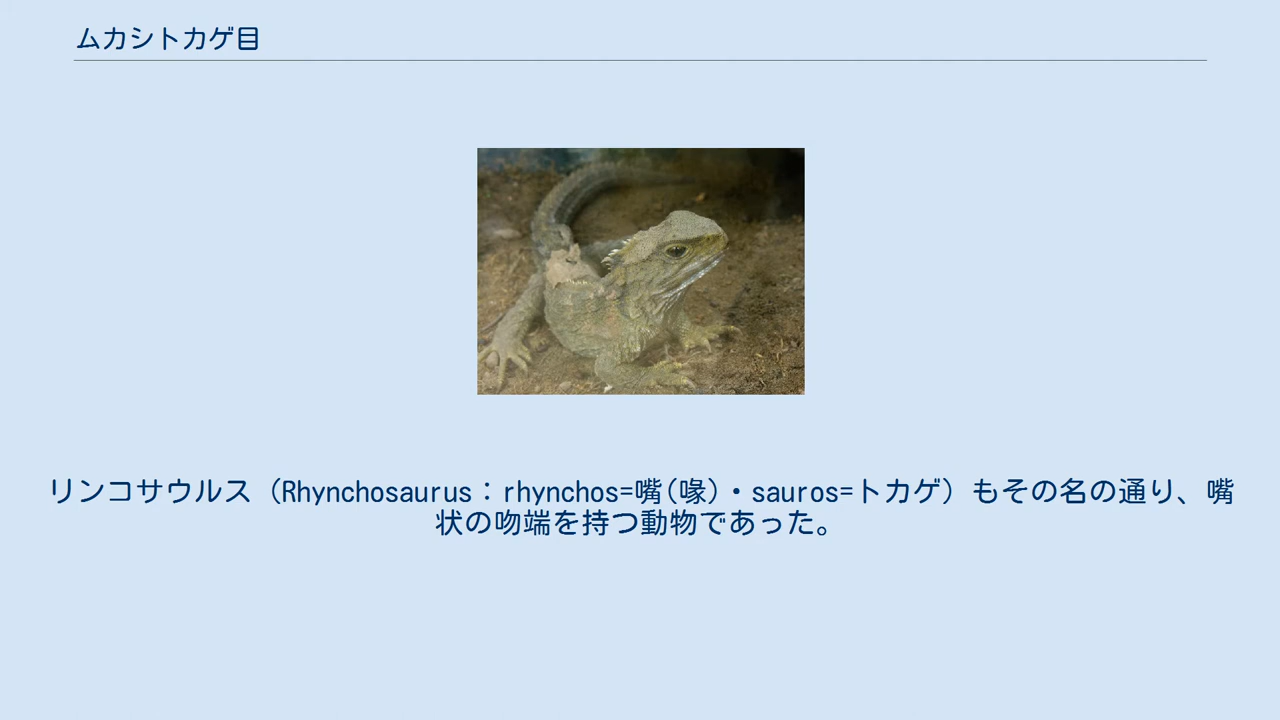 ムカシトカゲ目
リンコサウルス（Rhynchosaurus：rhynchos=嘴(喙)・sauros=トカゲ）もその名の通り、嘴
状の吻端を持つ動物であった。